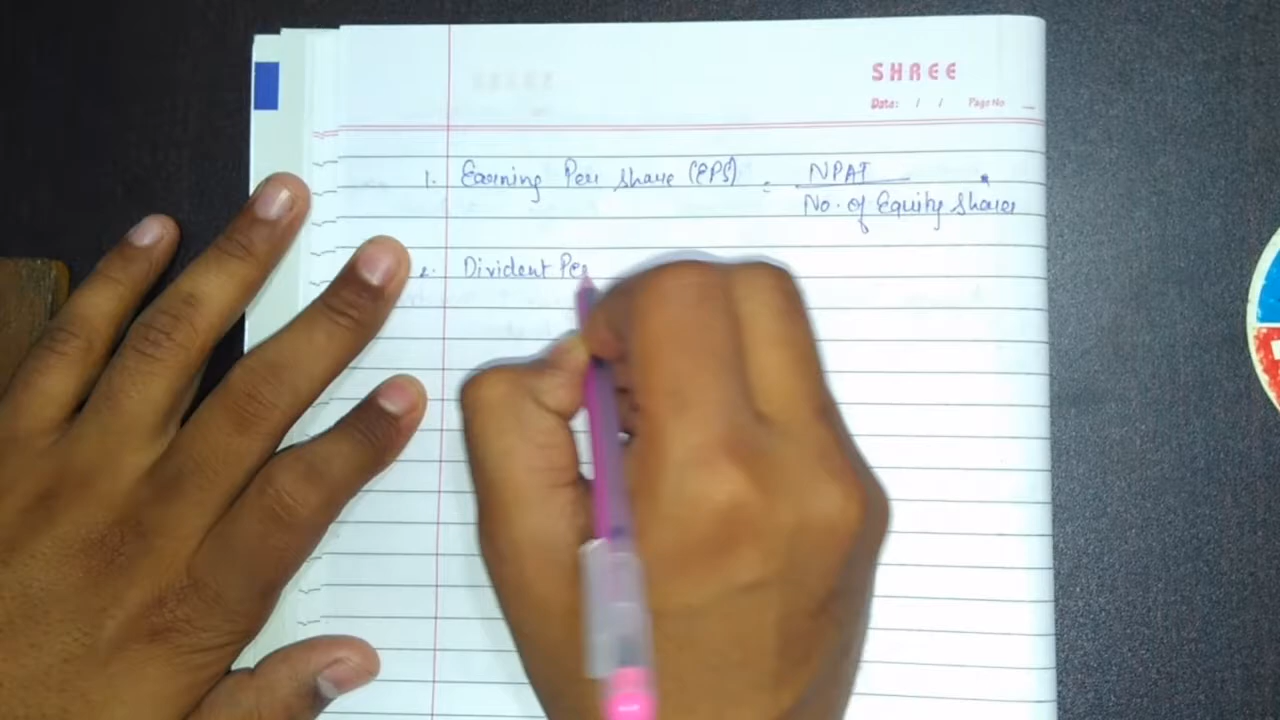 SHREE
Date: / / Page No
1. Earning Per Share (EPS) = NPAT
No. of Equity Shares
2. Divident Per